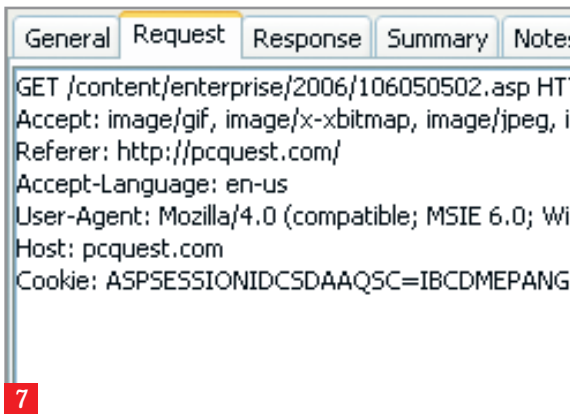 General Request Response Summary Notes
GET /content/enterprise/2006/106050502.asp HTT
Accept: image/gif, image/x-xbitmap, image/jpeg, i
Referer: http://pcquest.com/
Accept-Language: en-us
User-Agent: Mozilla/4.0 (compatible; MSIE 6.0; Wi
Host: pcquest.com
Cookie: ASPSESSIONIDCSDAAQSC=IBCDMEPANG
7